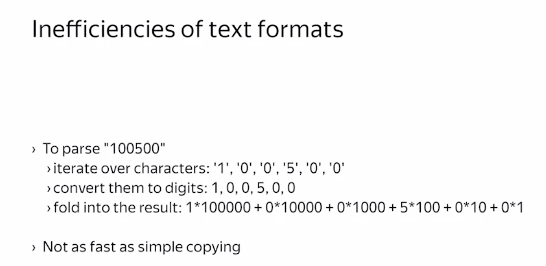 Inefficiencies of text formats
› To parse "100500"
› iterate over characters: '1', '0', '0', '5', '0', '0'
› convert them to digits: 1, 0, 0, 5, 0, 0
› fold into the result: 1*100000 + 0*10000 + 0*1000 + 5*100 + 0*10 + 0*1
› Not as fast as simple copying